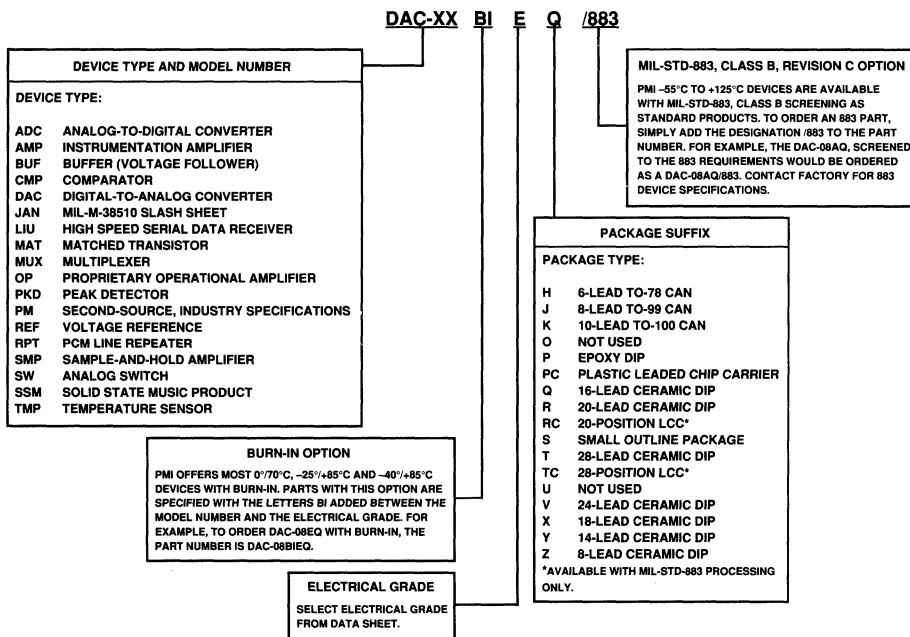 DAC-XX BI E Q /883
DEVICE TYPE AND MODEL NUMBER
DEVICE TYPE:
ADC ANALOG-TO-DIGITAL CONVERTER
AMP INSTRUMENTATION AMPLIFIER
BUF BUFFER (VOLTAGE FOLLOWER)
CMP COMPARATOR
DAC DIGITAL-TO-ANALOG CONVERTER
JAN MIL-M-38510 SLASH SHEET
LIU HIGH SPEED SERIAL DATA RECEIVER
MAT MATCHED TRANSISTOR
MUX MULTIPLEXER
OP PROPRIETARY OPERATIONAL AMPLIFIER
PKD PEAK DETECTOR
PM SECOND-SOURCE, INDUSTRY SPECIFICATIONS
REF VOLTAGE REFERENCE
RPT PCM LINE REPEATER
SMP SAMPLE-AND-HOLD AMPLIFIER
SW ANALOG SWITCH
SSM SOLID STATE MUSIC PRODUCT
TMP TEMPERATURE SENSOR
MIL-STD-883, CLASS B, REVISION C OPTION
PMI –55°C TO +125°C DEVICES ARE AVAILABLE
WITH MIL-STD-883, CLASS B SCREENING AS
STANDARD PRODUCTS. TO ORDER AN 883 PART,
SIMPLY ADD THE DESIGNATION /883 TO THE PART
NUMBER. FOR EXAMPLE, THE DAC-08AQ, SCREENED
TO THE 883 REQUIREMENTS WOULD BE ORDERED
AS A DAC-08AQ/883. CONTACT FACTORY FOR 883
DEVICE SPECIFICATIONS.
PACKAGE SUFFIX
PACKAGE TYPE:
H 6-LEAD TO-78 CAN
J 8-LEAD TO-99 CAN
K 10-LEAD TO-100 CAN
O NOT USED
P EPOXY DIP
PC PLASTIC LEADED CHIP CARRIER
Q 16-LEAD CERAMIC DIP
R 20-LEAD CERAMIC DIP
RC 20-POSITION LCC*
S SMALL OUTLINE PACKAGE
T 28-LEAD CERAMIC DIP
TC 28-POSITION LCC*
U NOT USED
V 24-LEAD CERAMIC DIP
X 18-LEAD CERAMIC DIP
Y 14-LEAD CERAMIC DIP
Z 8-LEAD CERAMIC DIP
*AVAILABLE WITH MIL-STD-883 PROCESSING
ONLY.
BURN-IN OPTION
PMI OFFERS MOST 0°/70°C, –25°/+85°C AND –40°/+85°C
DEVICES WITH BURN-IN. PARTS WITH THIS OPTION ARE
SPECIFIED WITH THE LETTERS BI ADDED BETWEEN THE
MODEL NUMBER AND THE ELECTRICAL GRADE. FOR
EXAMPLE, TO ORDER DAC-08EQ WITH BURN-IN, THE
PART NUMBER IS DAC-08BIEQ.
ELECTRICAL GRADE
SELECT ELECTRICAL GRADE
FROM DATA SHEET.